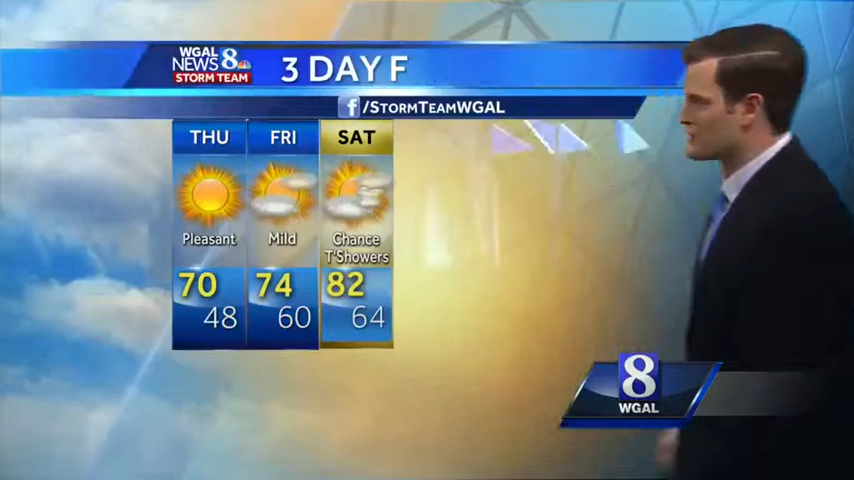 WGAL
NEWS 8
STORM TEAM
3 DAY F
f/STORMTEAMWGAL
THU FRI SAT
Pleasant Mild Chance T'Showers
70 74 82
48 60 64
8
WGAL